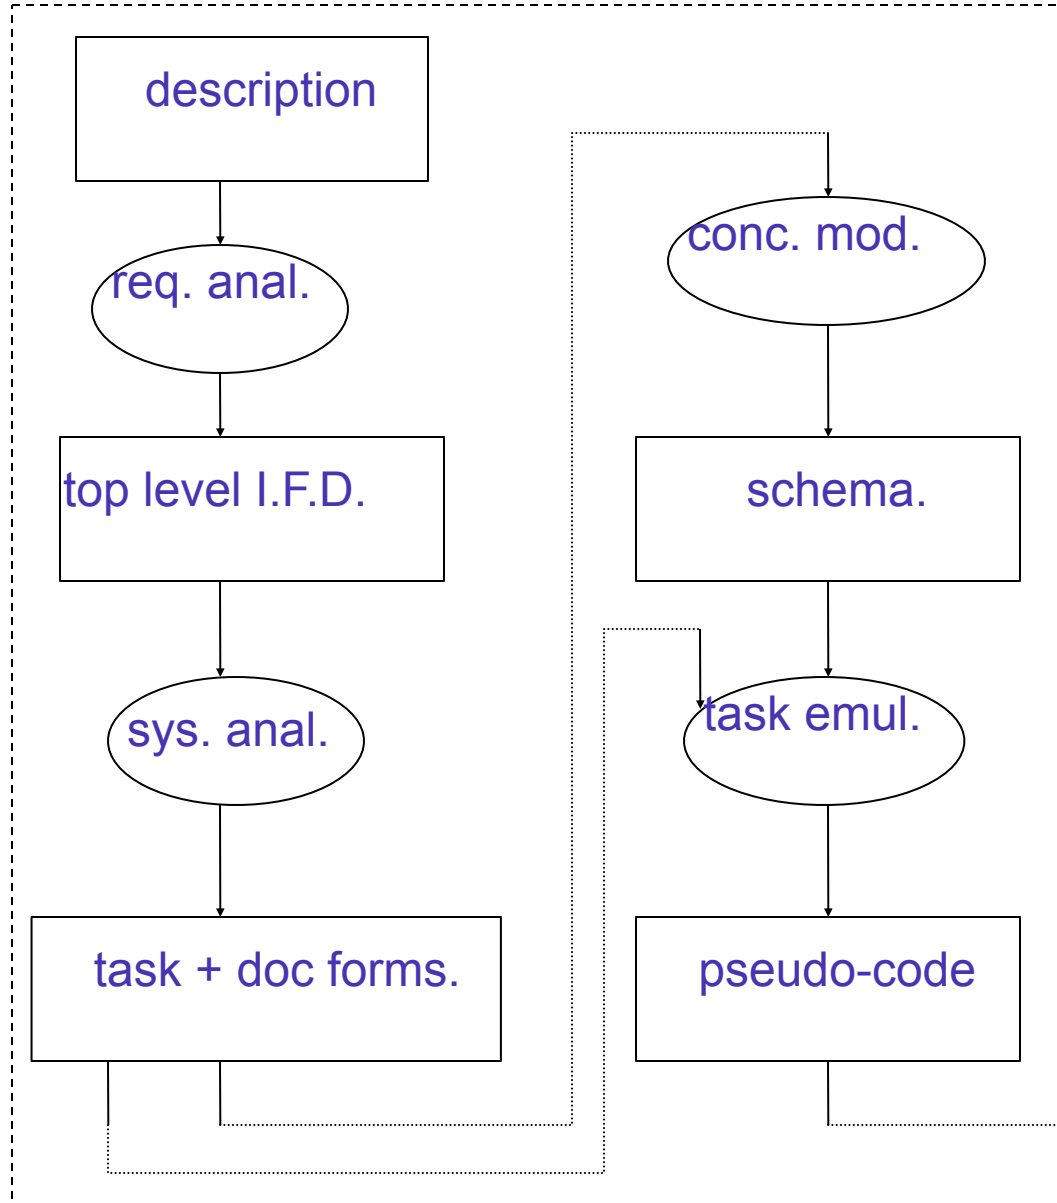 description
req. anal.
top level I.F.D.
sys. anal.
task + doc forms.
conc. mod.
schema.
task emul.
pseudo-code